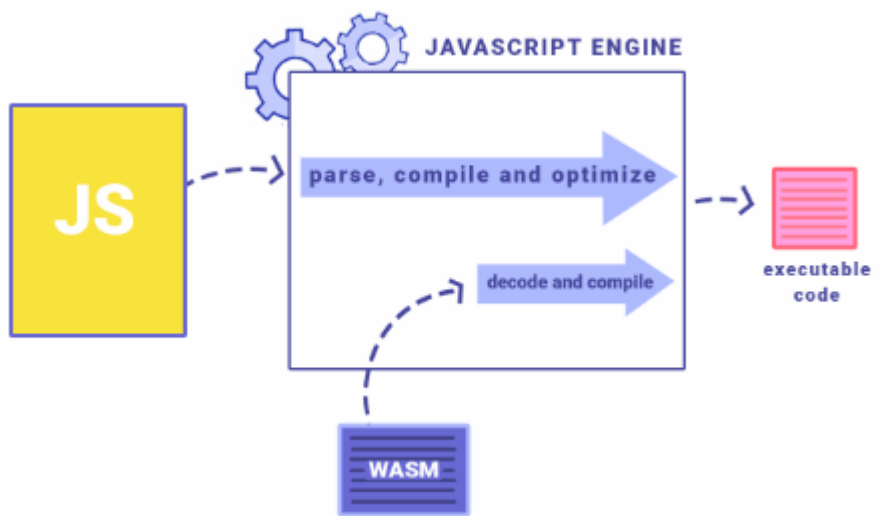 JAVASCRIPT ENGINE
JS
parse, compile and optimize
decode and compile
executable
code
WASM